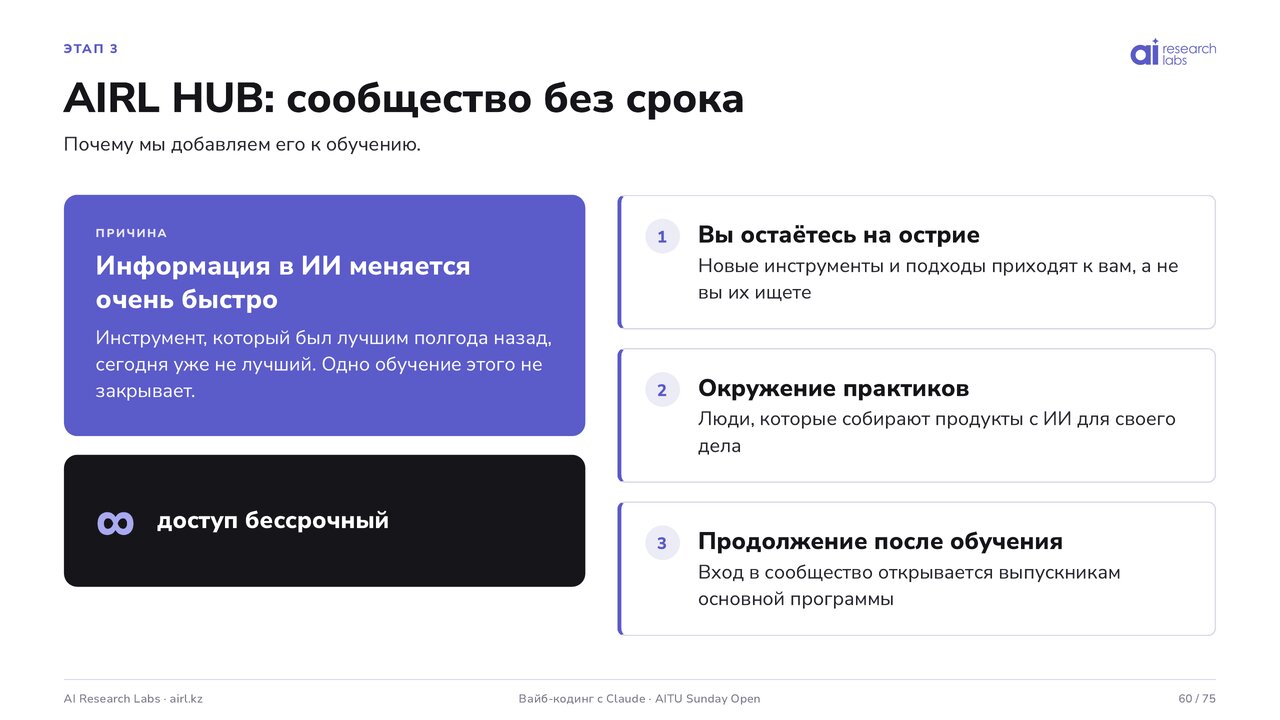 ЭТАП 3
ai research labs
AIRL HUB: сообщество без срока
Почему мы добавляем его к обучению.
ПРИЧИНА
Информация в ИИ меняется
очень быстро
Инструмент, который был лучшим полгода назад,
сегодня уже не лучший. Одно обучение этого не
закрывает.
∞ доступ бессрочный
1 Вы остаётесь на острие
Новые инструменты и подходы приходят к вам, а не
вы их ищете
2 Окружение практиков
Люди, которые собирают продукты с ИИ для своего
дела
3 Продолжение после обучения
Вход в сообщество открывается выпускникам
основной программы
AI Research Labs · airl.kz
Вайб-кодинг с Claude · AITU Sunday Open
60 / 75